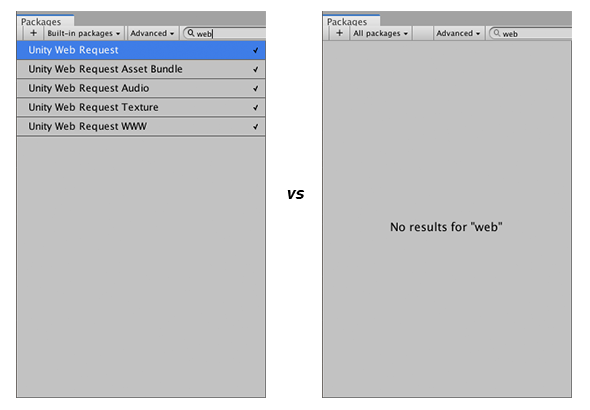 Packages
+ Built-in packages Advanced web
Unity Web Request
Unity Web Request Asset Bundle
Unity Web Request Audio
Unity Web Request Texture
Unity Web Request WWW
vs
Packages
+ All packages Advanced web
No results for "web"